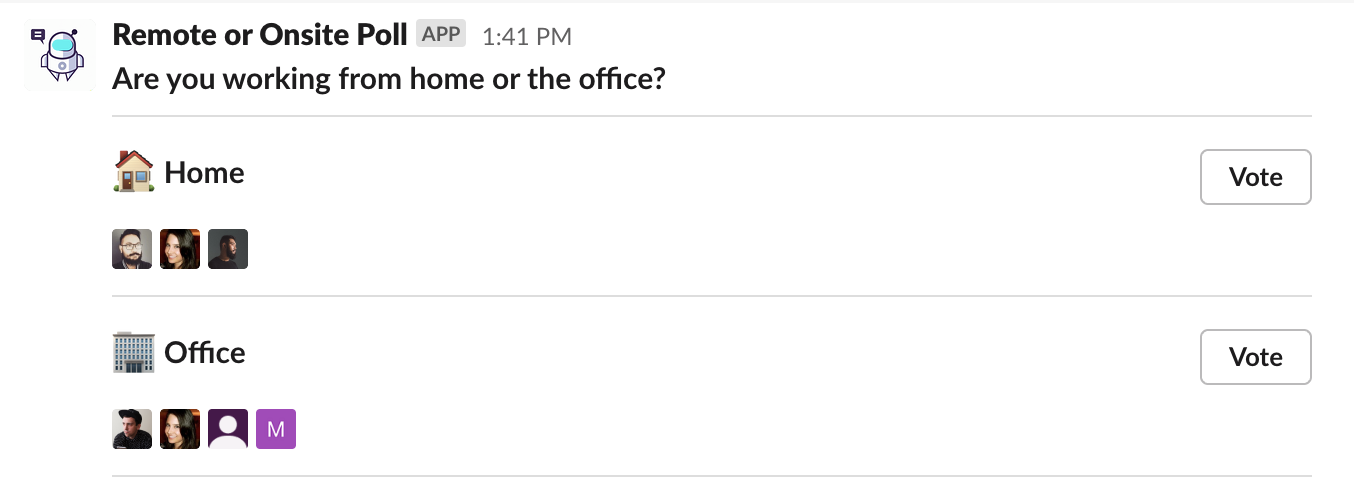 Remote or Onsite Poll APP 1:41 PM
Are you working from home or the office?
Home
Vote
Office
Vote
M